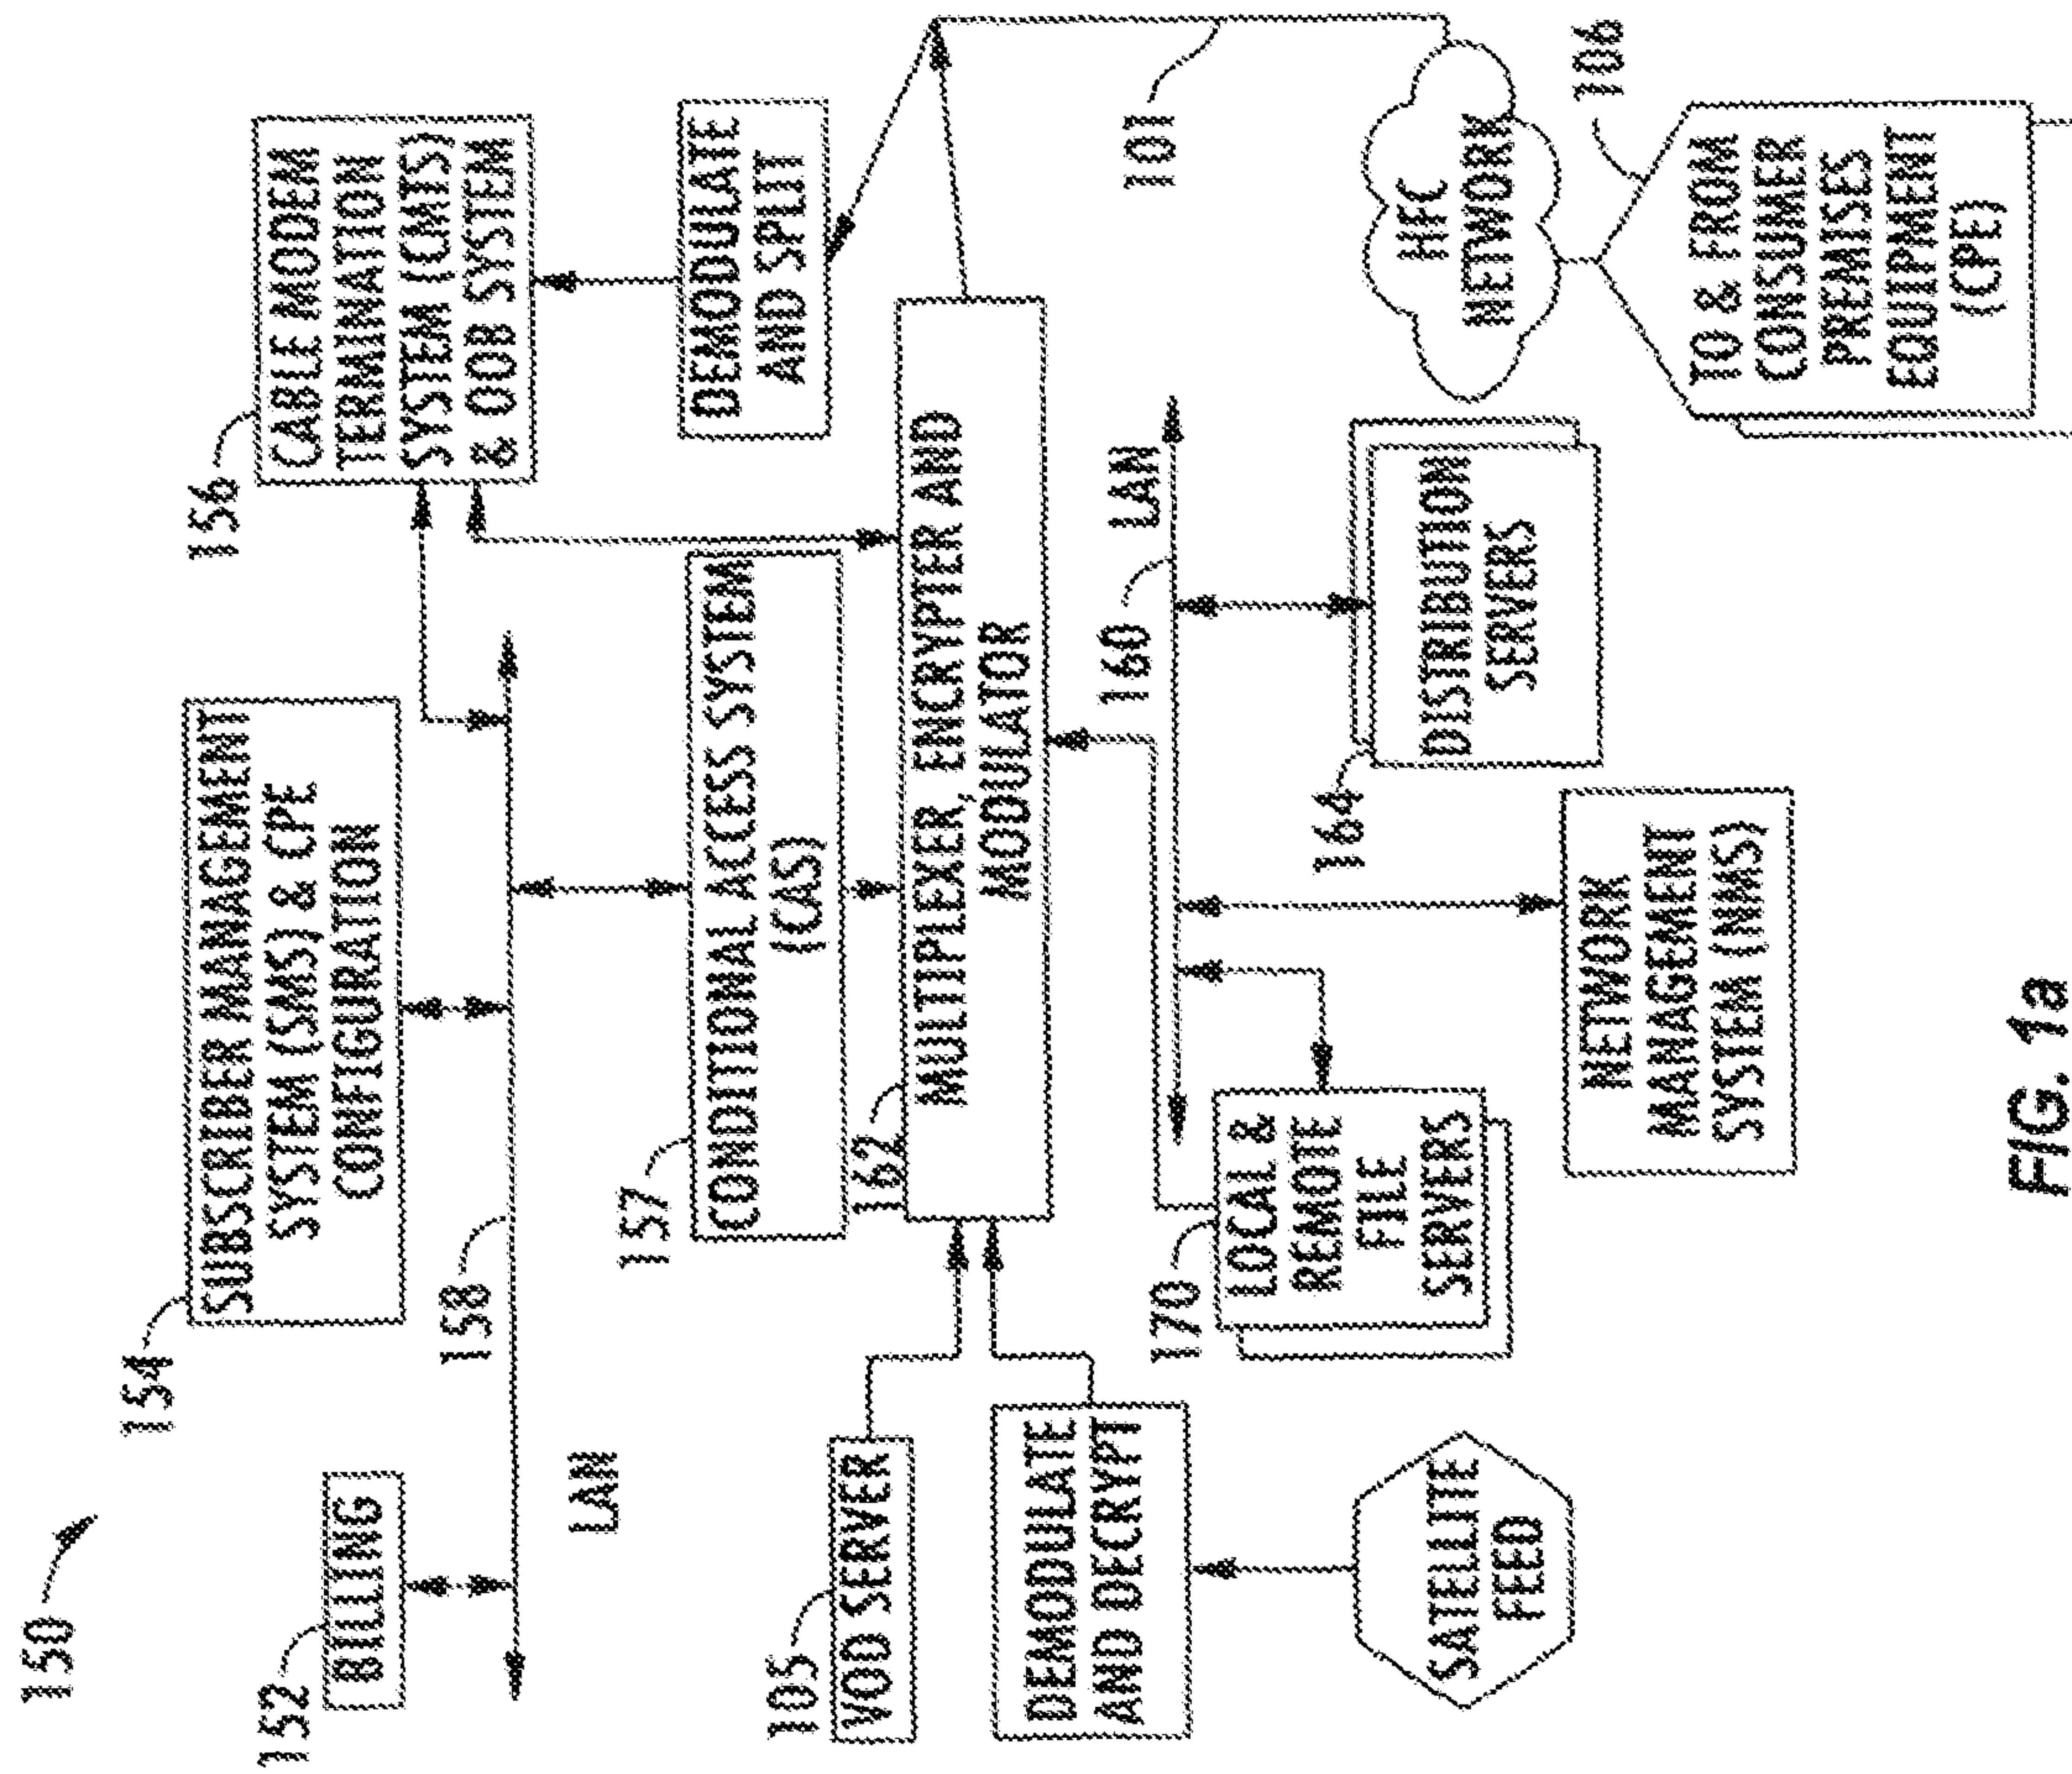 150
152
BILLING
154
SUBSCRIBER MANAGEMENT
SYSTEM (SMS) & CPE
CONFIGURATION
156
CABLE MODEM
TERMINATION
SYSTEM (CMTS)
& OOB SYSTEM
158
LAN
157
CONDITIONAL ACCESS SYSTEM
(CAS)
DEMODULATE
AND SPLIT
105
VOD SERVER
162
MULTIPLEXER, ENCRYPTER AND
MODULATOR
DEMODULATE
AND DECRYPT
101
160
LAN
170
LOCAL &
REMOTE
FILE
SERVERS
164
DISTRIBUTION
SERVERS
HFC
NETWORK
SATELLITE
FEED
NETWORK
MANAGEMENT
SYSTEM (NMS)
106
TO & FROM
CONSUMER
PREMISES
EQUIPMENT
(CPE)
FIG. 1a